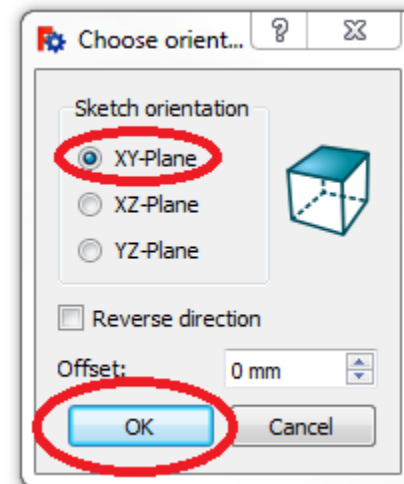 Choose orient...
Sketch orientation
XY-Plane
XZ-Plane
YZ-Plane
Reverse direction
Offset: 0 mm
OK Cancel